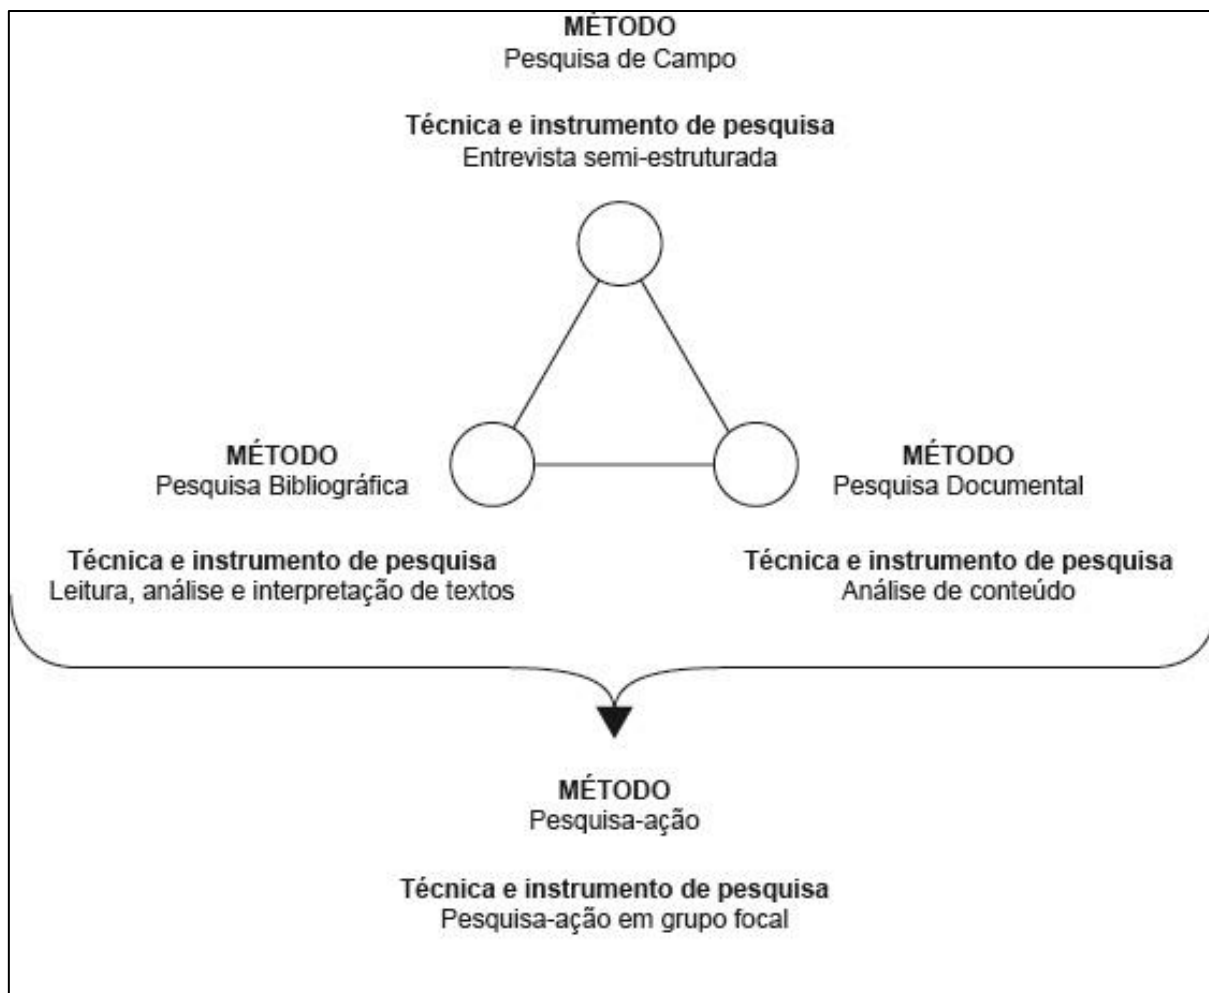 MÉTODO
Pesquisa de Campo
Técnica e instrumento de pesquisa
Entrevista semi-estruturada
MÉTODO
Pesquisa Bibliográfica
Técnica e instrumento de pesquisa
Leitura, análise e interpretação de textos
MÉTODO
Pesquisa Documental
Técnica e instrumento de pesquisa
Análise de conteúdo
MÉTODO
Pesquisa-ação
Técnica e instrumento de pesquisa
Pesquisa-ação em grupo focal